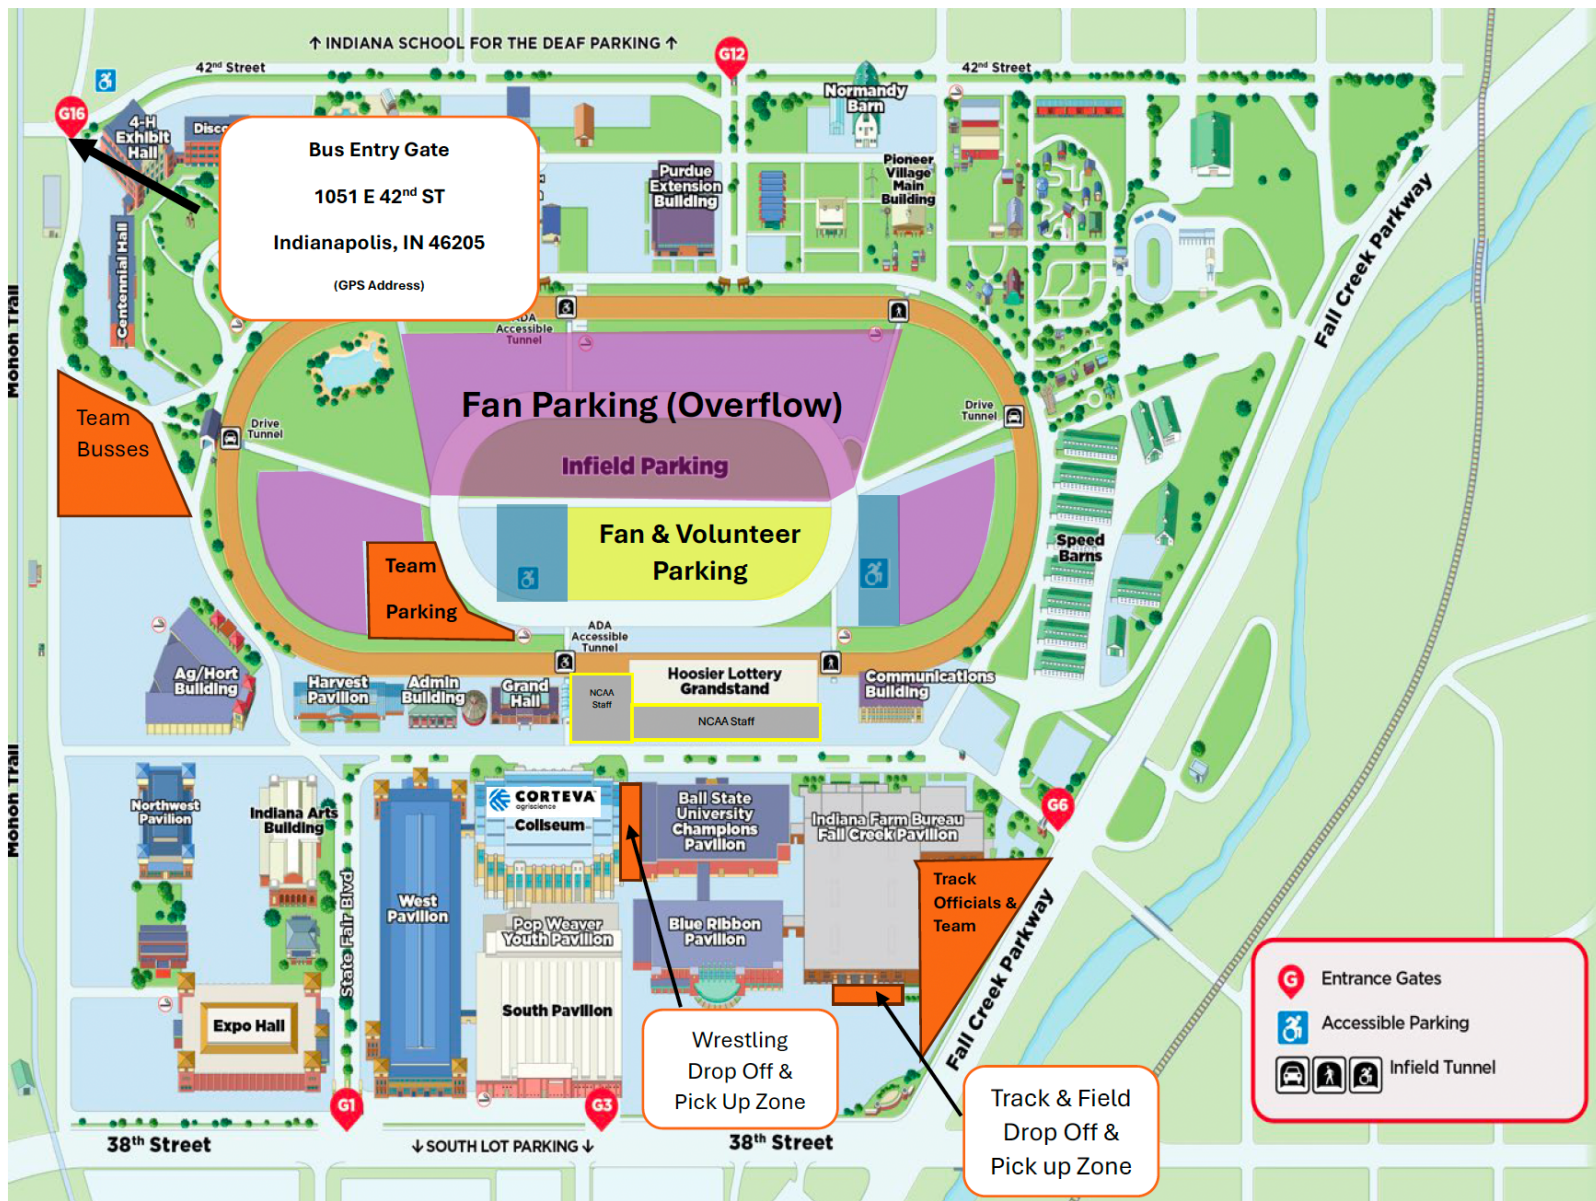 ↑ INDIANA SCHOOL FOR THE DEAF PARKING ↑
G12
42nd Street
42nd Street
G16
4-H
Exhibit
Hall
Normandy
Barn
Bus Entry Gate
1051 E 42nd ST
Indianapolis, IN 46205
(GPS Address)
Purdue
Extension
Building
Pioneer
Village
Main
Building
Centennial Hall
Fall Creek Parkway
Monon Trail
Accessible
Tunnel
Fan Parking (Overflow)
Infield Parking
Team
Busses
Drive
Tunnel
Drive
Tunnel
Fan & Volunteer
Parking
Team
Parking
Speed
Barns
ADA
Accessible
Tunnel
Ag/Hort
Building
Harvest
Pavilion
Admin
Building
Grand
Hall
NCAA
Staff
Hoosier Lottery
Grandstand
NCAA Staff
Communications
Building
Monon Trail
Northwest
Pavilion
Indiana Arts
Building
State Fair Blvd
West
Pavilion
CORTEVA™
agriscience
Coliseum
Ball State
University
Champions
Pavilion
Indiana Farm Bureau
Fall Creek Pavilion
G6
Track
Officials &
Team
Fall Creek Parkway
Pop Weaver
Youth Pavilion
Blue Ribbon
Pavilion
South Pavilion
Expo Hall
Wrestling
Drop Off &
Pick Up Zone
Track & Field
Drop Off &
Pick up Zone
G
Entrance Gates
Accessible Parking
Infield Tunnel
G1
G3
38th Street
↓ SOUTH LOT PARKING ↓
38th Street